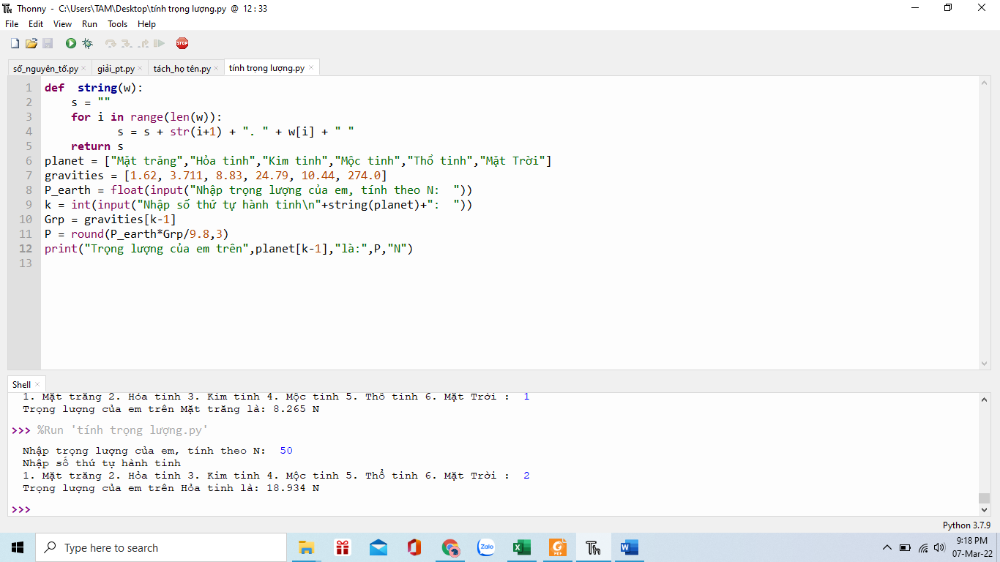 Thonny - C:\Users\TAM\Desktop\tính trọng lượng.py @ 12 : 33
File Edit View Run Tools Help
STOP
số_nguyên_tố.py × giải_pt.py × tách_họ tên.py × tính trọng lượng.py ×
1 def  string(w):
2     s = ""
3     for i in range(len(w)):
4            s = s + str(i+1) + ". " + w[i] + " "
5     return s
6 planet = ["Mặt trăng","Hỏa tinh","Kim tinh","Mộc tinh","Thổ tinh","Mặt Trời"]
7 gravities = [1.62, 3.711, 8.83, 24.79, 10.44, 274.0]
8 P_earth = float(input("Nhập trọng lượng của em, tính theo N:  "))
9 k = int(input("Nhập số thứ tự hành tinh\n"+string(planet)+":  "))
10 Grp = gravities[k-1]
11 P = round(P_earth*Grp/9.8,3)
12 print("Trọng lượng của em trên",planet[k-1],"là:",P,"N")
13
Shell ×
1. Mặt trăng 2. Hỏa tinh 3. Kim tinh 4. Mộc tinh 5. Thổ tinh 6. Mặt Trời :  1
Trọng lượng của em trên Mặt trăng là: 8.265 N
>>> %Run 'tính trọng lượng.py'
Nhập trọng lượng của em, tính theo N:  50
Nhập số thứ tự hành tinh
1. Mặt trăng 2. Hỏa tinh 3. Kim tinh 4. Mộc tinh 5. Thổ tinh 6. Mặt Trời :  2
Trọng lượng của em trên Hỏa tinh là: 18.934 N
>>>
Python 3.7.9
Type here to search
Zalo
PDF
9:18 PM
07-Mar-22